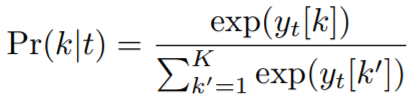 Pr(k|t) = exp(y_t[k]) / ∑_{k'=1}^{K} exp(y_t[k'])